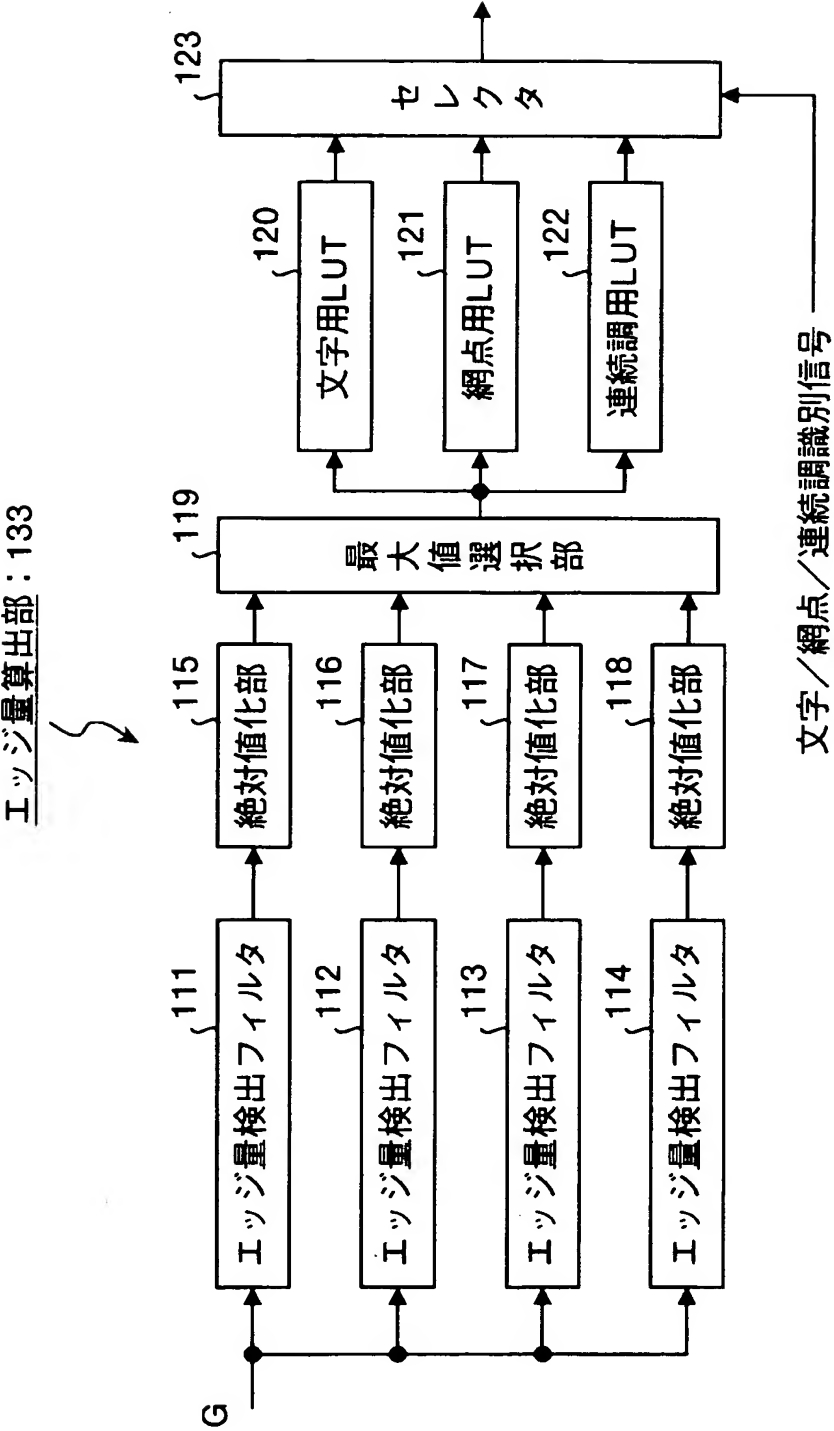 エッジ量算出部：133
G
111
エッジ量検出フィルタ
112
エッジ量検出フィルタ
113
エッジ量検出フィルタ
114
エッジ量検出フィルタ
115
絶対値化部
116
絶対値化部
117
絶対値化部
118
絶対値化部
119
最大値選択部
120
文字用LUT
121
網点用LUT
122
連続調用LUT
123
セレクタ
文字／網点／連続調識別信号